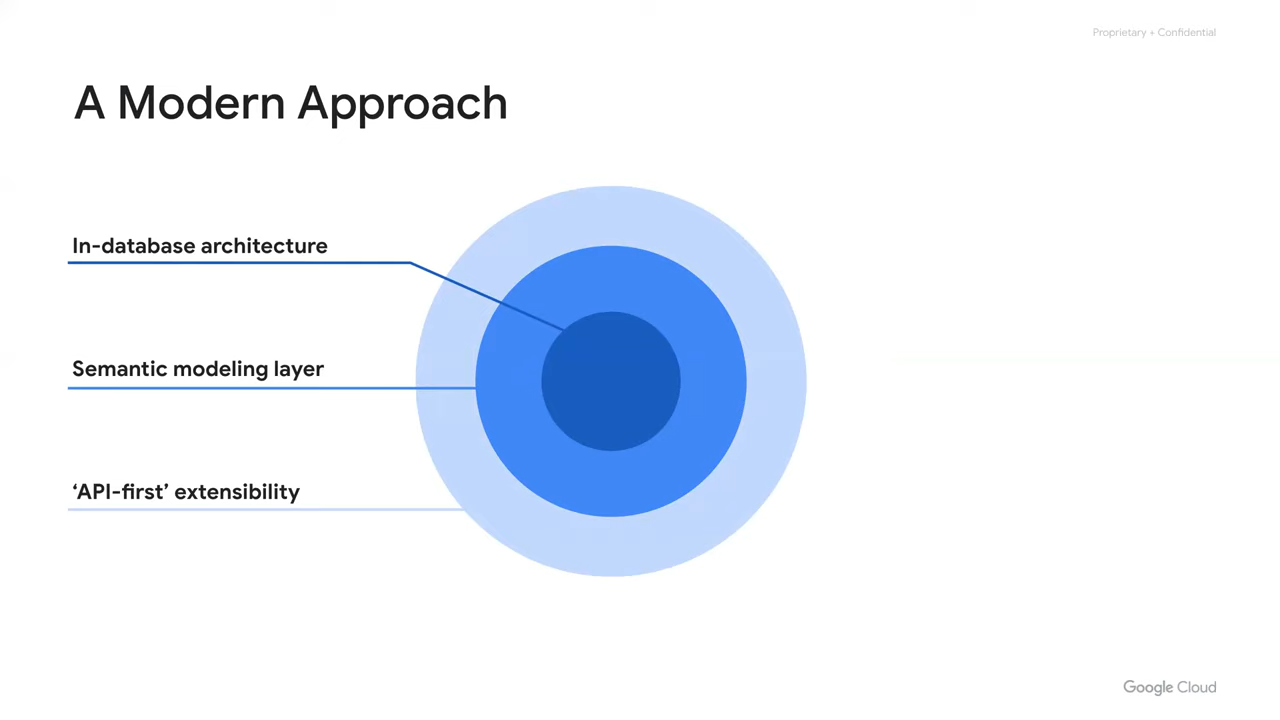 Proprietary + Confidential
A Modern Approach
In-database architecture
Semantic modeling layer
‘API-first’ extensibility
Google Cloud